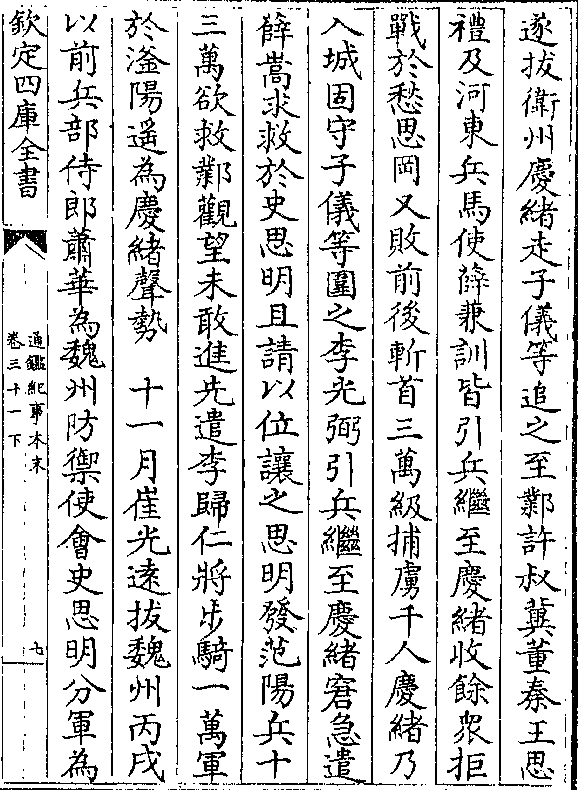 遂拔衛州慶緒走子儀等追之至鄴許叔冀董秦王思
禮及河東兵馬使薛兼訓皆引兵繼至慶緒收餘衆拒
戰於愁思岡又敗前後斬首三萬級捕虜千人慶緒乃
入城固守子儀等圍之李光弼引兵繼至慶緒窘急遣
薛嵩求救於史思明且請以位讓之思明發范陽兵十
三萬欲救鄴觀望未敢進先遣李歸仁將步騎一萬軍
於滏陽遥為慶緒聲勢　十一月崔光遠拔魏州丙戌
以前兵部侍郎蕭華為魏州防禦使會史思明分軍為
欽定四庫全書
通鑑紀事本末
卷三十一下
七